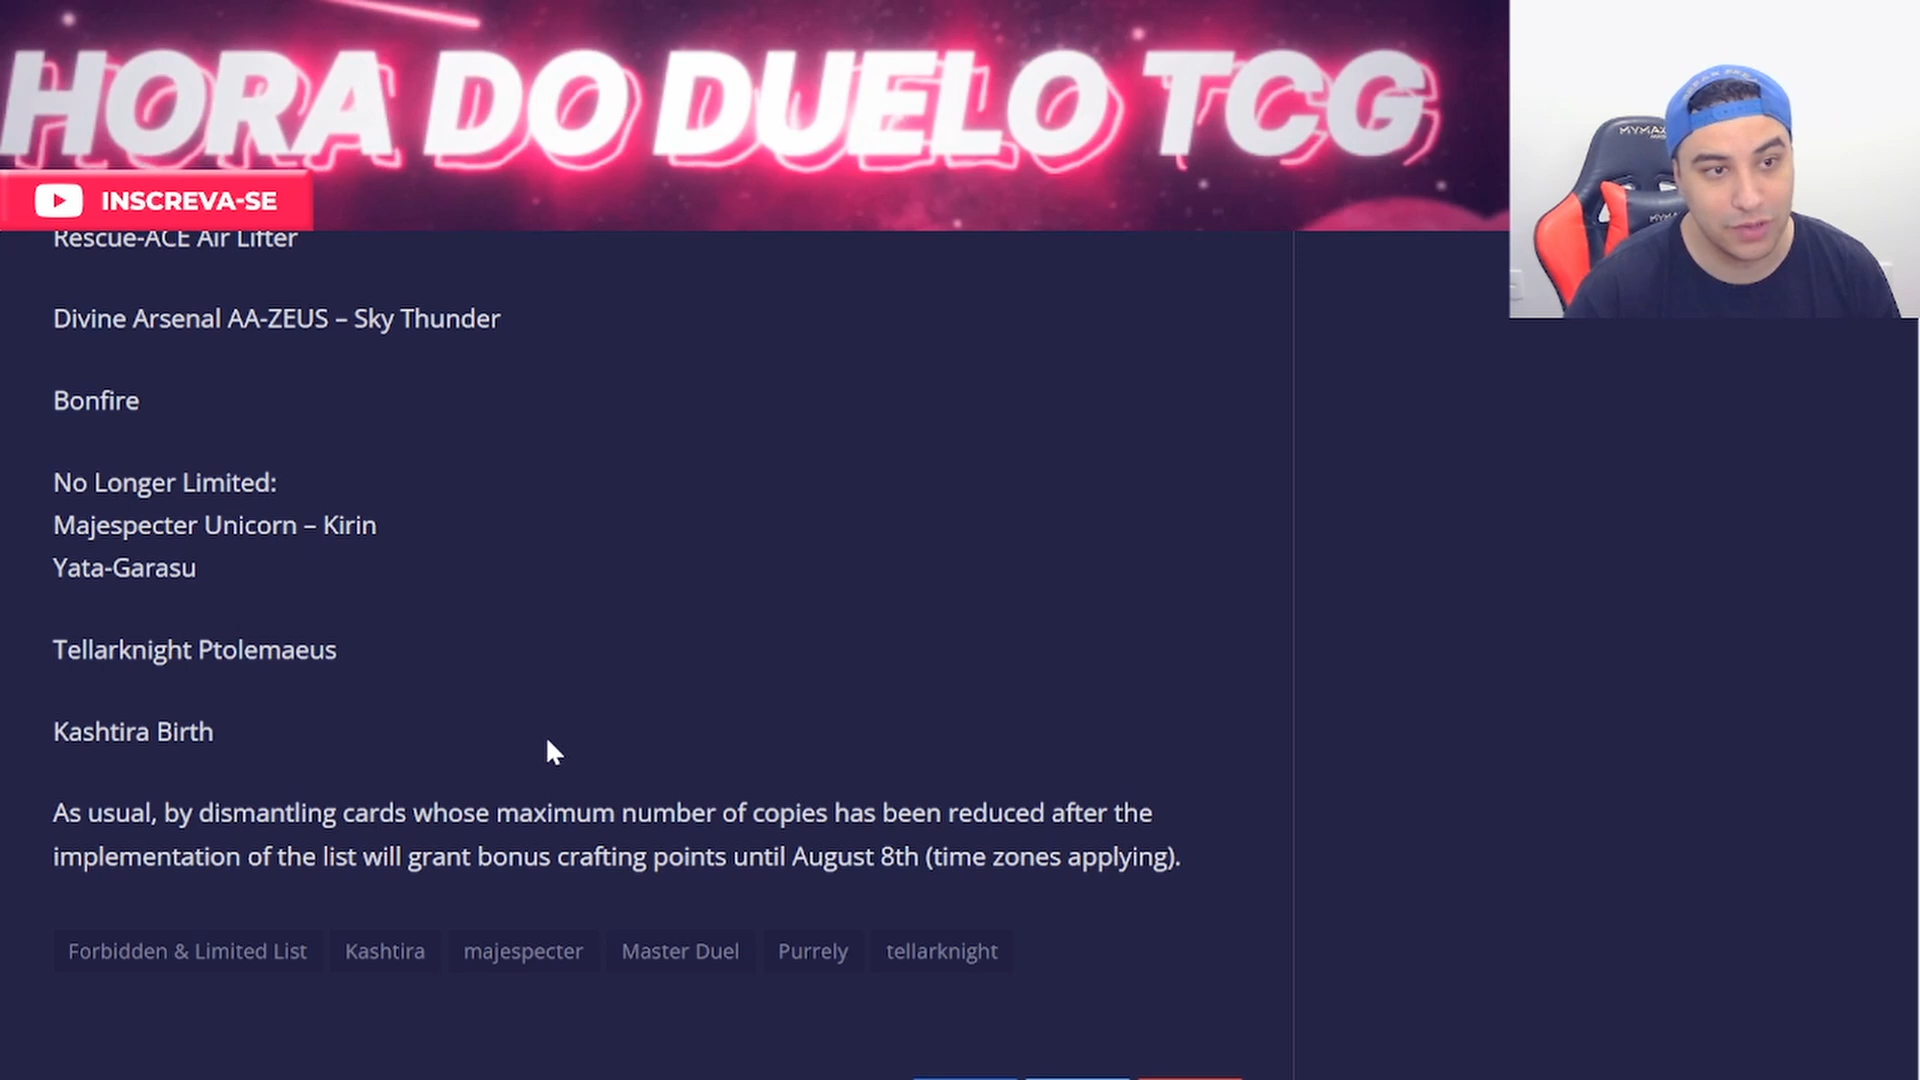 HORA DO DUELO TCG
INSCREVA-SE
MYMAX
Rescue-ACE Air Lifter
Divine Arsenal AA-ZEUS – Sky Thunder
Bonfire
No Longer Limited:
Majespecter Unicorn – Kirin
Yata-Garasu
Tellarknight Ptolemaeus
Kashtira Birth
As usual, by dismantling cards whose maximum number of copies has been reduced after the
implementation of the list will grant bonus crafting points until August 8th (time zones applying).
Forbidden & Limited List Kashtira majespecter Master Duel Purrely tellarknight